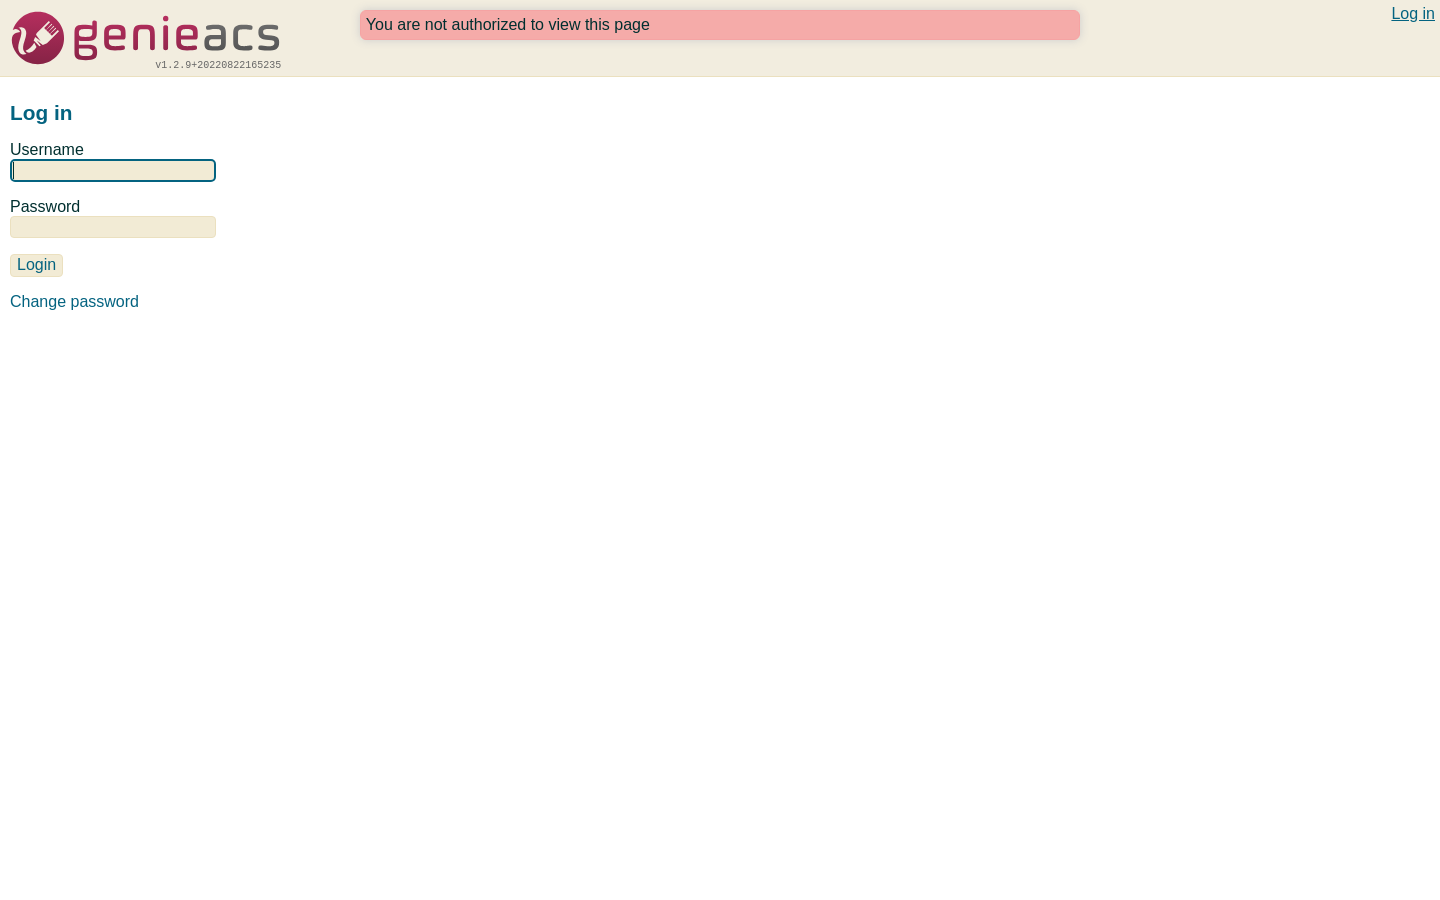 genieacs
v1.2.9+20220822165235
You are not authorized to view this page
Log in
Log in
Username
Password
Login
Change password